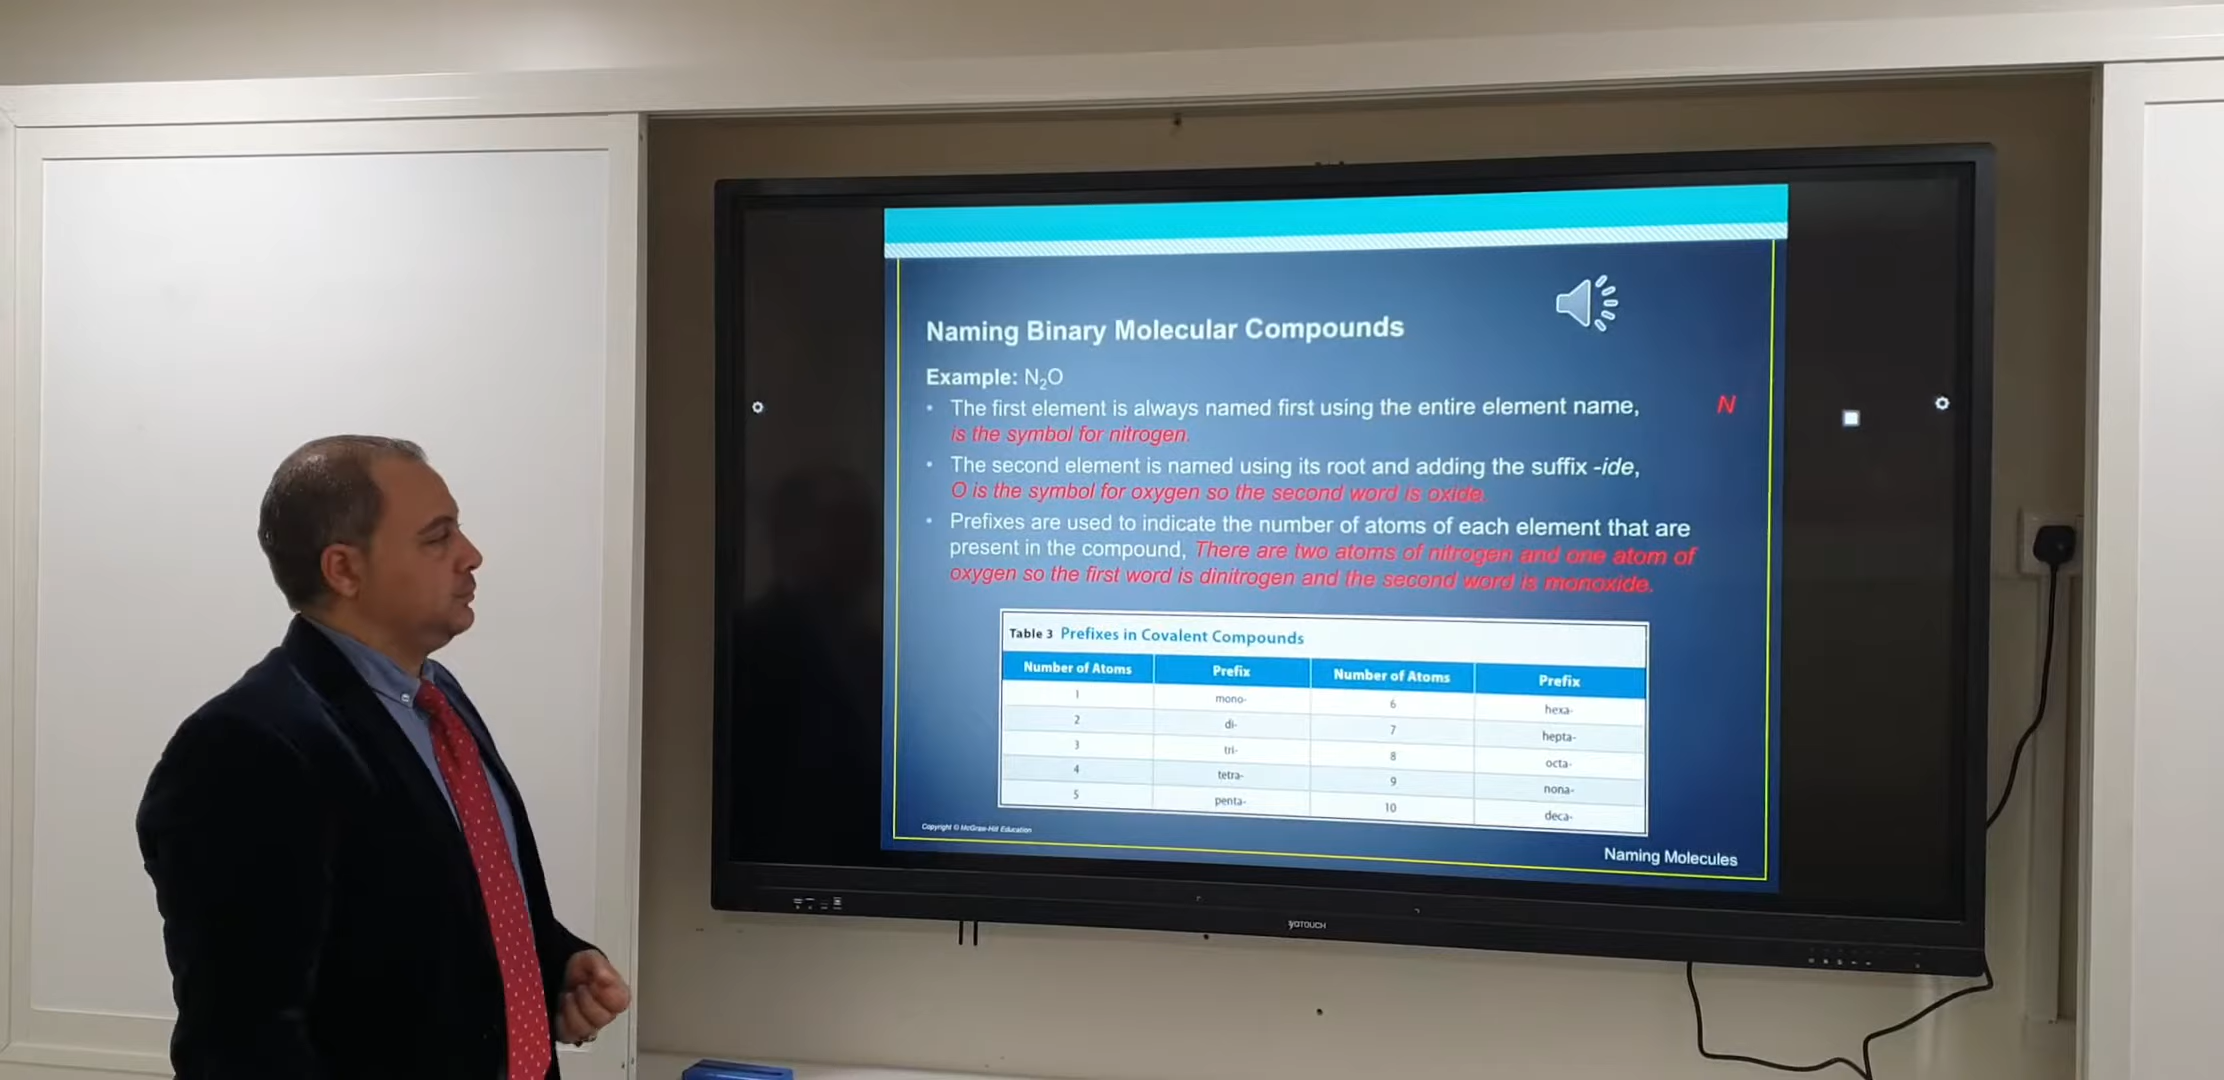 Naming Binary Molecular Compounds
Example: N₂O
• The first element is always named first using the entire element name, N
is the symbol for nitrogen.
• The second element is named using its root and adding the suffix -ide,
O is the symbol for oxygen so the second word is oxide.
• Prefixes are used to indicate the number of atoms of each element that are
present in the compound, There are two atoms of nitrogen and one atom of
oxygen so the first word is dinitrogen and the second word is monoxide.
Table 3 Prefixes in Covalent Compounds
Number of Atoms Prefix Number of Atoms Prefix
1 mono- 6 hexa-
2 di- 7 hepta-
3 tri- 8 octa-
4 tetra- 9 nona-
5 penta- 10 deca-
Copyright © McGraw-Hill Education
Naming Molecules